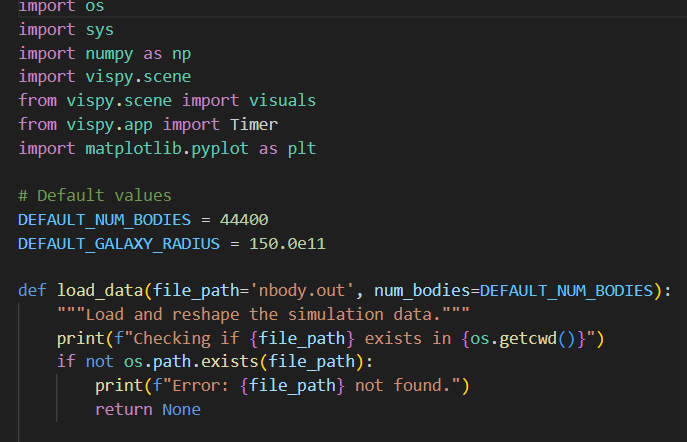 import os
import sys
import numpy as np
import vispy.scene
from vispy.scene import visuals
from vispy.app import Timer
import matplotlib.pyplot as plt

# Default values
DEFAULT_NUM_BODIES = 44400
DEFAULT_GALAXY_RADIUS = 150.0e11

def load_data(file_path='nbody.out', num_bodies=DEFAULT_NUM_BODIES):
    """Load and reshape the simulation data."""
    print(f"Checking if {file_path} exists in {os.getcwd()}")
    if not os.path.exists(file_path):
        print(f"Error: {file_path} not found.")
        return None